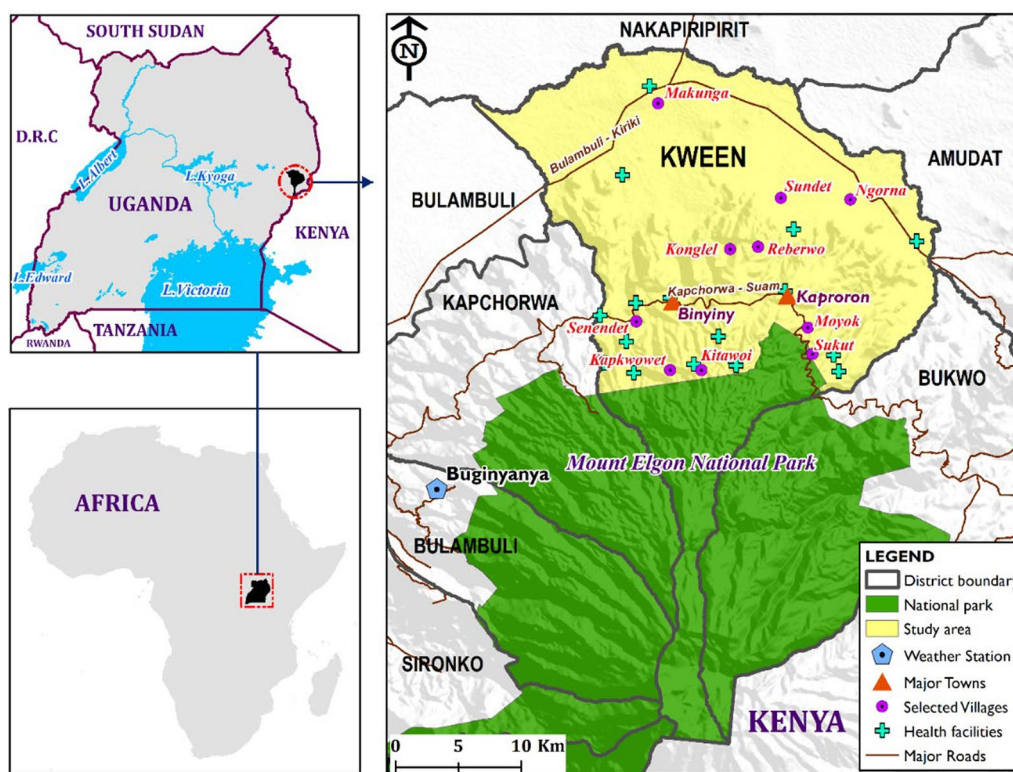 SOUTH SUDAN
D.R.C
L.Albert
L.Kyoga
UGANDA
KENYA
L.Edward
L.Victoria
TANZANIA
RWANDA
AFRICA
N
NAKAPIRIPIRIT
Makunga
Bulambuli - Kiriki
KWEEN
AMUDAT
BULAMBULI
Sundet
Ngorna
Konglel
Reberwo
KAPCHORWA
Kapchorwa - Suam
Kaproron
Binyiny
Senendet
Moyok
Sukut
Kapkwowet
Kitawoi
BUKWO
Mount Elgon National Park
Buginyanya
BULAMBULI
SIRONKO
KENYA
0 5 10 Km
LEGEND
District boundary
National park
Study area
Weather Station
Major Towns
Selected Villages
Health facilities
Major Roads